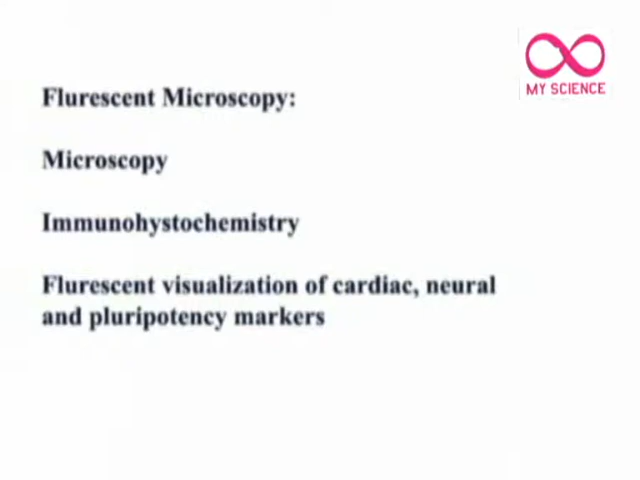 MY SCIENCE
Flurescent Microscopy:
Microscopy
Immunohystochemistry
Flurescent visualization of cardiac, neural
and pluripotency markers